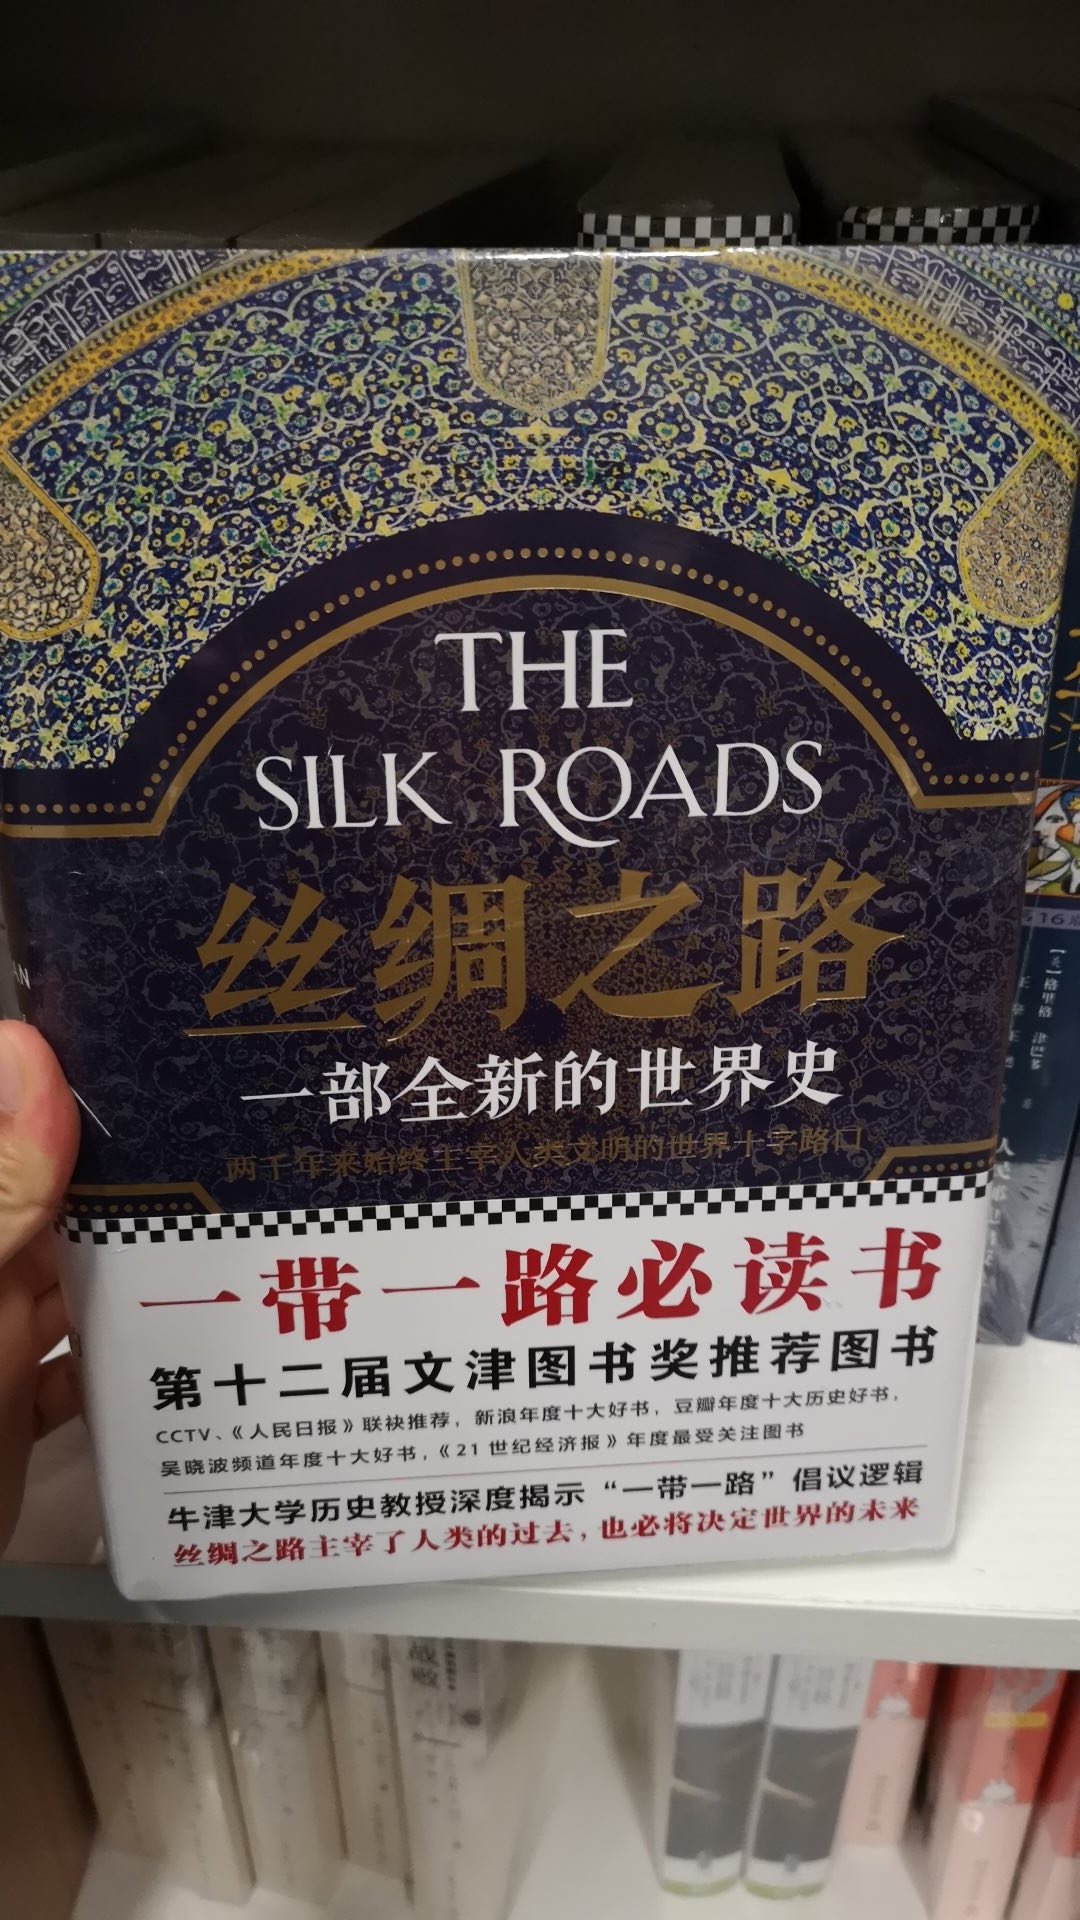 THE
SILK ROADS
丝绸之路
一部全新的世界史
两千年来始终主宰人类文明的世界十字路口
一带一路必读书
第十二届文津图书奖推荐图书
CCTV、《人民日报》联袂推荐，新浪年度十大好书，豆瓣年度十大历史好书，
吴晓波频道年度十大好书，《21世纪经济报》年度最受关注图书
牛津大学历史教授深度揭示“一带一路”倡议逻辑
丝绸之路主宰了人类的过去，也必将决定世界的未来
AN
16
格里格